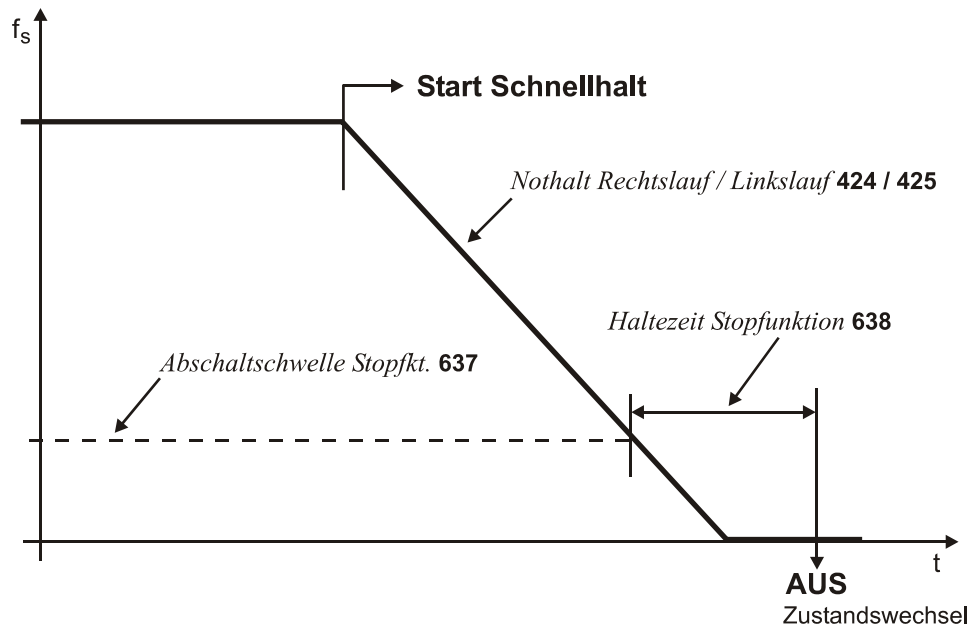 fs
Start Schnellhalt
Nothalt Rechtslauf / Linkslauf 424 / 425
Haltezeit Stopfunktion 638
Abschaltschwelle Stopfkt. 637
t
AUS
Zustandswechsel